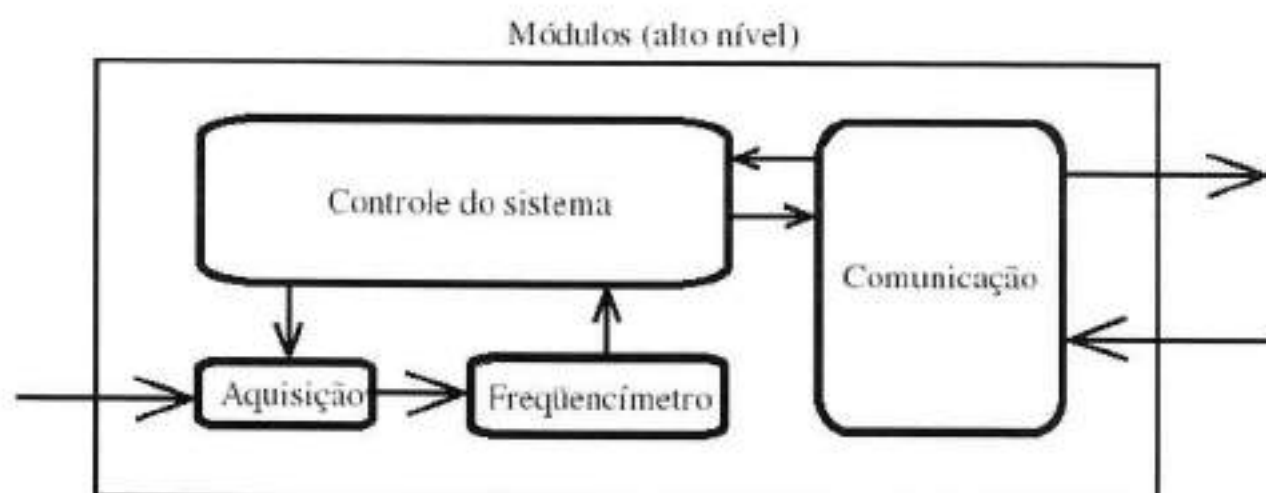 Módulos (alto nível)
Controle do sistema
Comunicação
Aquisição
Freqüencímetro